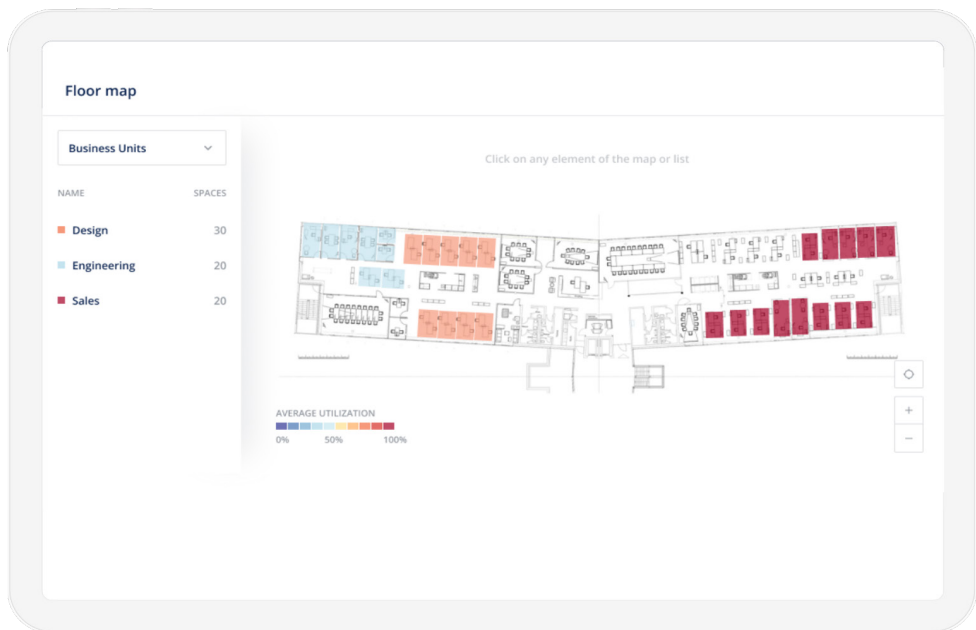 Floor map
Business Units
Click on any element of the map or list
NAME SPACES
Design 30
Engineering 20
Sales 20
AVERAGE UTILIZATION
0% 50% 100%
+
−